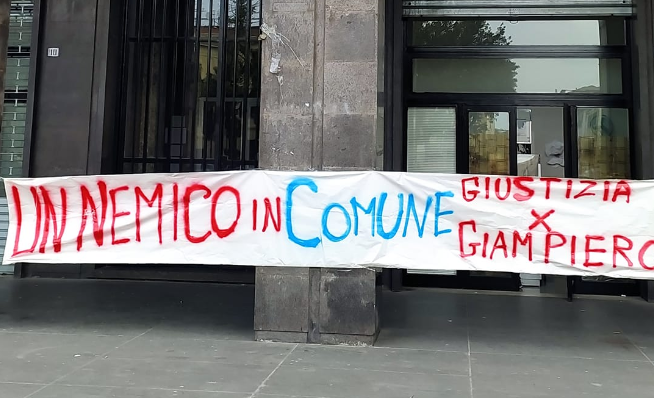 UN NEMICO IN COMUNE
GIUSTIZIA
X
GIAMPIERO